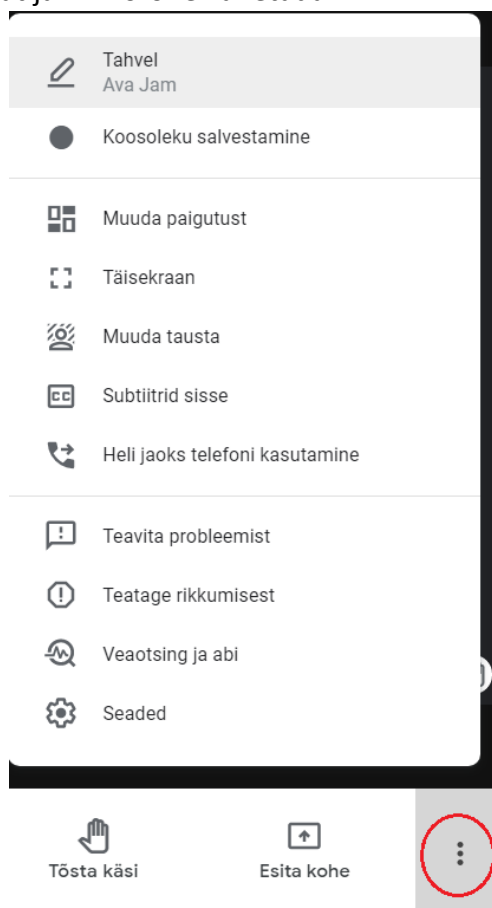 Tahvel
Ava Jam
Koosoleku salvestamine
Muuda paigutust
Täisekraan
Muuda tausta
CC
Subtiitrid sisse
Heli jaoks telefoni kasutamine
Teavita probleemist
Teatage rikkumisest
Veaotsing ja abi
Seaded
Tõsta käsi
Esita kohe